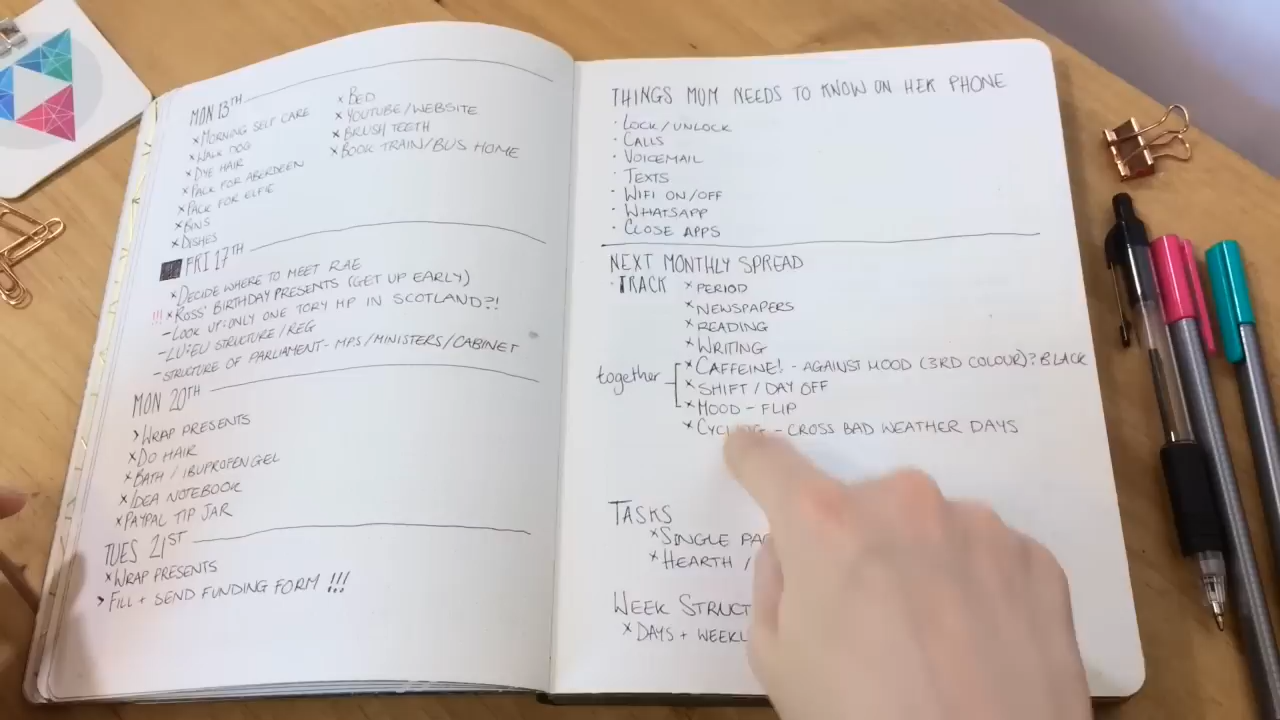 MON 13TH
× MORNING SELF CARE
× WALK DOG
× DYE HAIR
× PACK FOR ABERDEEN
× PACK FOR ELFIE
× BINS
× DISHES
× BED
× YOUTUBE/WEBSITE
× BRUSH TEETH
× BOOK TRAIN/BUS HOME
FRI 17TH
× DECIDE WHERE TO MEET RAE
!!! × ROSS' BIRTHDAY PRESENTS (GET UP EARLY)
- LOOK UP: ONLY ONE TORY MP IN SCOTLAND?!
- LU: EU STRUCTURE/REG
- STRUCTURE OF PARLIAMENT - MPS/MINISTERS/CABINET
MON 20TH
> WRAP PRESENTS
× DO HAIR
× BATH / IBUPROFEN GEL
× IDEA NOTEBOOK
× PAYPAL TIP JAR
TUES 21ST
× WRAP PRESENTS
> FILL + SEND FUNDING FORM !!!
THINGS MUM NEEDS TO KNOW ON HER PHONE
· LOCK/UNLOCK
· CALLS
· VOICEMAIL
· TEXTS
· WIFI ON/OFF
· WHATSAPP
· CLOSE APPS
NEXT MONTHLY SPREAD
· TRACK × PERIOD
× NEWSPAPERS
× READING
× WRITING
× CAFFEINE! - AGAINST MOOD (3RD COLOUR)? BLACK
together × SHIFT / DAY OFF
× MOOD - FLIP
× - CROSS BAD WEATHER DAYS
TASKS
× SINGLE
× HEARTH /
WEEK
× DAYS +